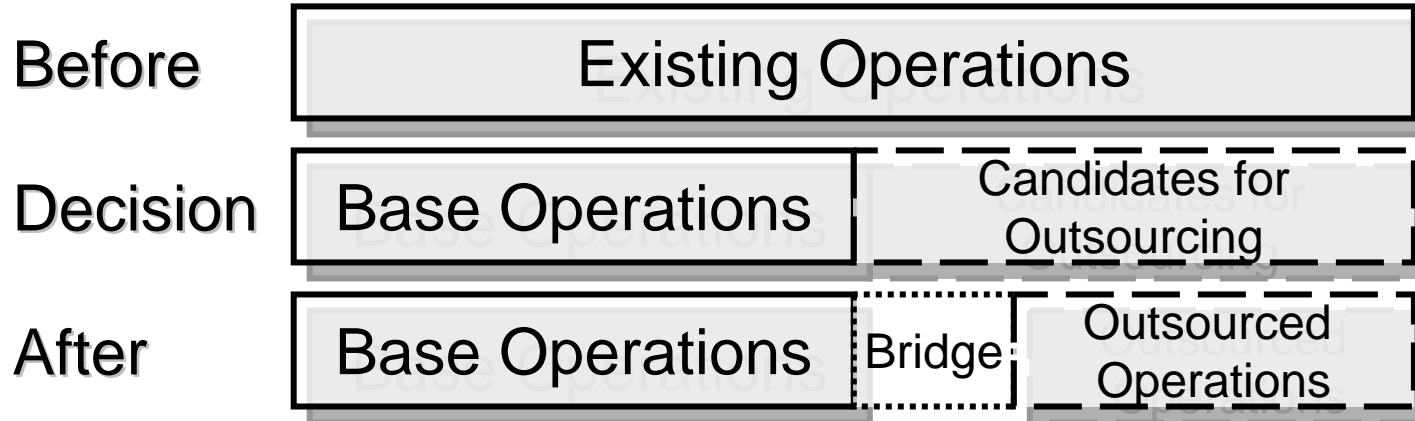 Before
Existing Operations
Decision
Base Operations
Candidates for
Outsourcing
After
Base Operations
Bridge
Outsourced
Operations